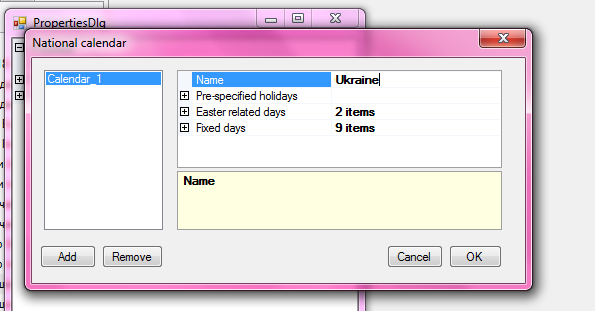 PropertiesDlg
National calendar
Calendar_1
Name Ukraine
Pre-specified holidays
Easter related days 2 items
Fixed days 9 items
Name
Add Remove Cancel OK